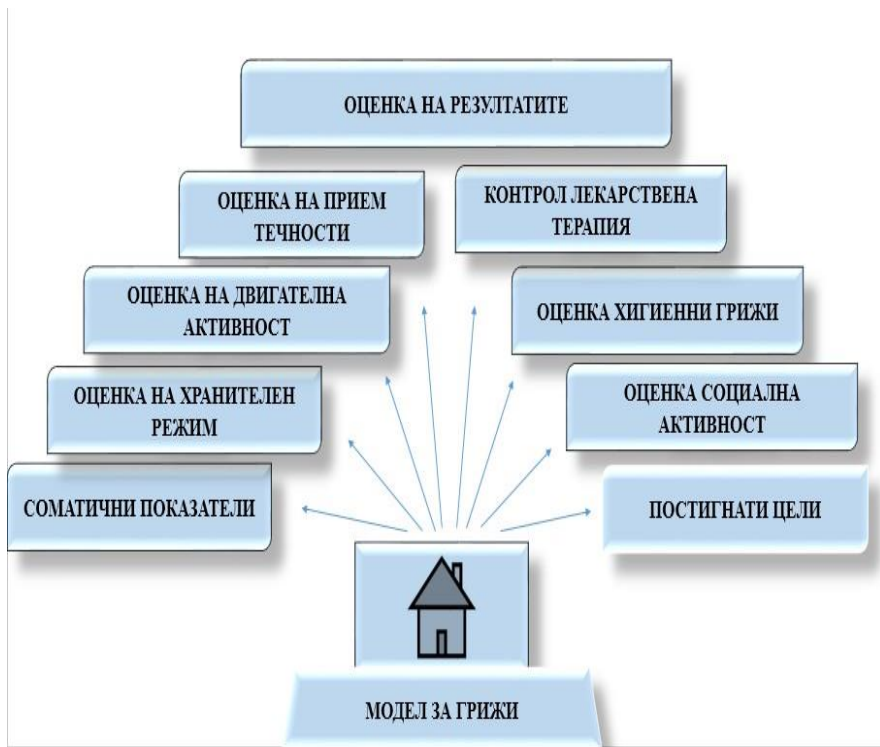 ОЦЕНКА НА РЕЗУЛТАТИТЕ
ОЦЕНКА НА ПРИЕМ
ТЕЧНОСТИ
КОНТРОЛ ЛЕКАРСТВЕНА
ТЕРАПИЯ
ОЦЕНКА НА ДВИГАТЕЛНА
АКТИВНОСТ
ОЦЕНКА ХИГИЕННИ ГРИЖИ
ОЦЕНКА НА ХРАНИТЕЛЕН
РЕЖИМ
ОЦЕНКА СОЦИАЛНА
АКТИВНОСТ
СОМАТИЧНИ ПОКАЗАТЕЛИ
ПОСТИГНАТИ ЦЕЛИ
МОДЕЛ ЗА ГРИЖИ